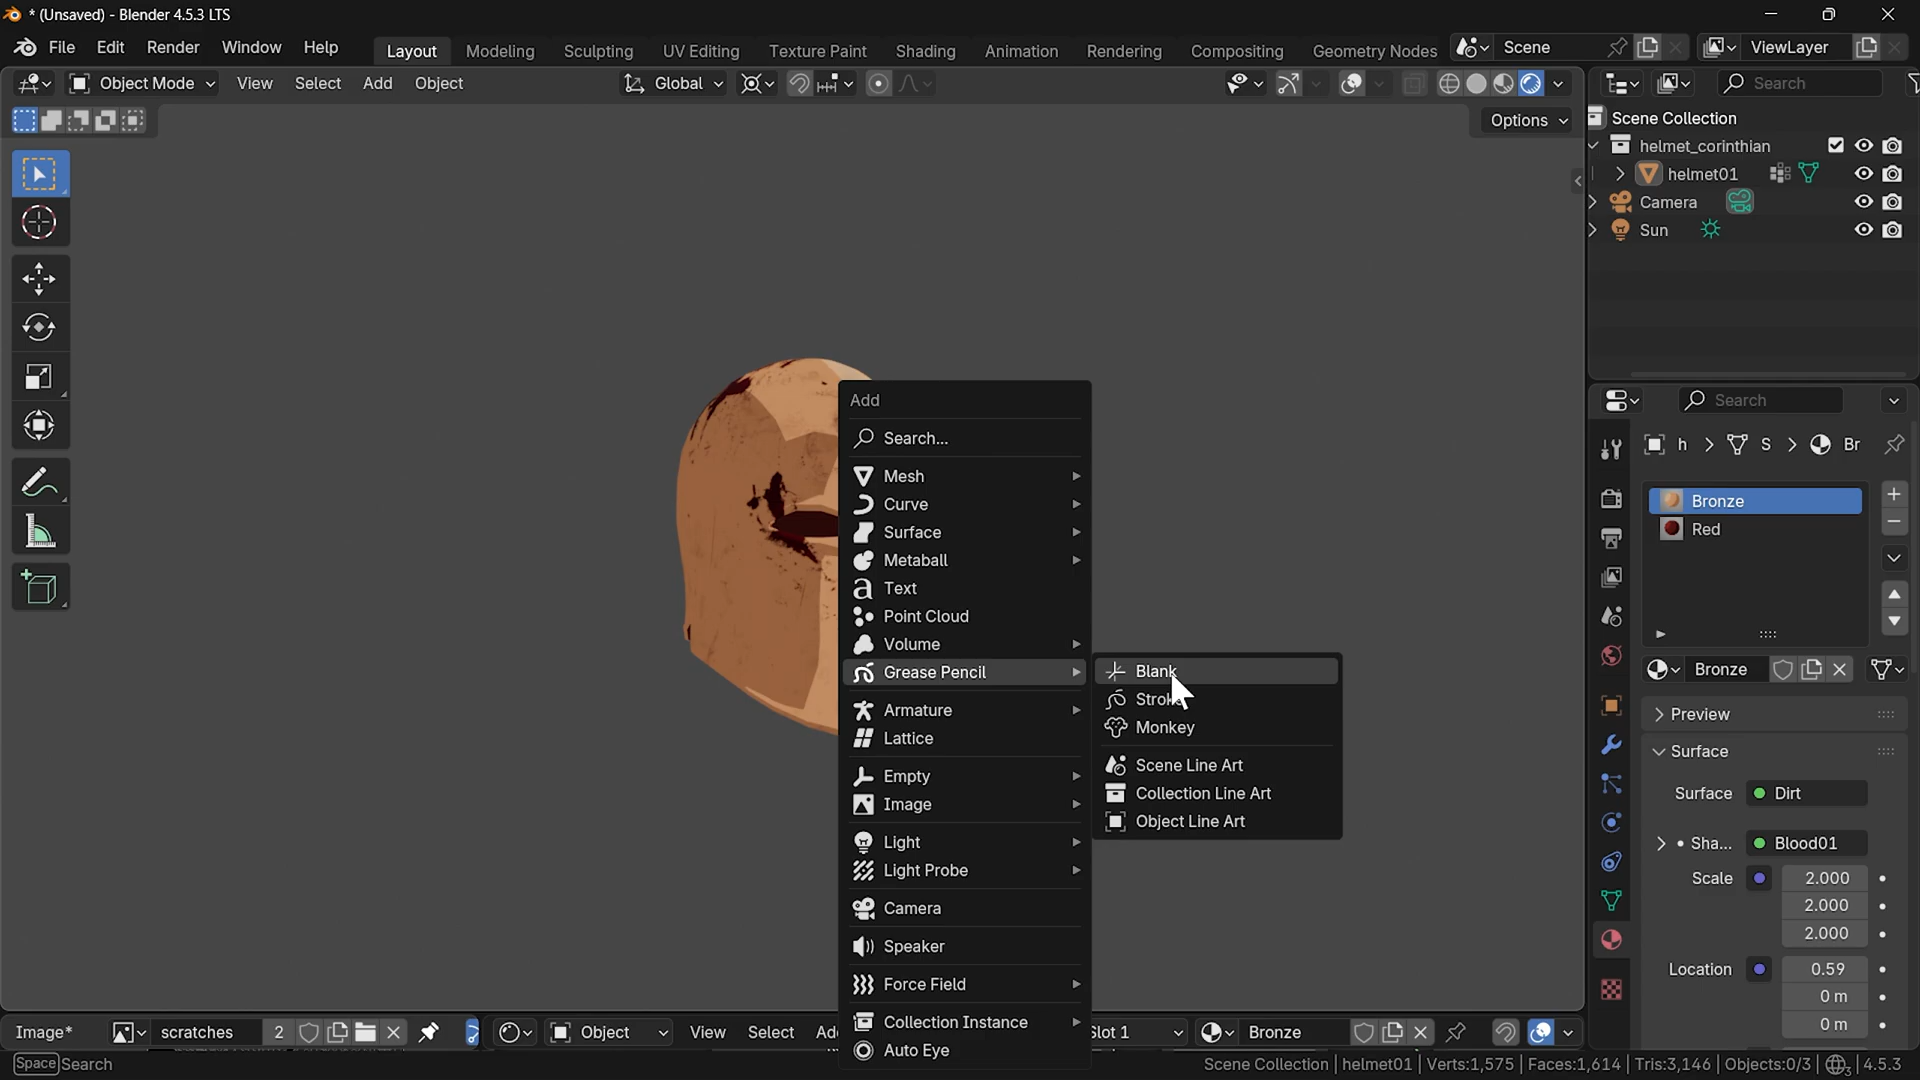 * (Unsaved) - Blender 4.5.3 LTS
File Edit Render Window Help Layout Modeling Sculpting UV Editing Texture Paint Shading Animation Rendering Compositing Geometry Nodes Scene ViewLayer
Object Mode View Select Add Object Global Search
Options
Scene Collection
helmet_corinthian
helmet01
Camera
Sun
Search
h > S > Br
Bronze
Red
Bronze
Preview
Surface
Surface Dirt
Sha... Blood01
Scale 2.000
2.000
2.000
Location 0.59
0 m
0 m
Add
Search...
Mesh
Curve
Surface
Metaball
Text
Point Cloud
Volume
Grease Pencil
Armature
Lattice
Empty
Image
Light
Light Probe
Camera
Speaker
Force Field
Collection Instance
Auto Eye
Blank
Monkey
Scene Line Art
Collection Line Art
Object Line Art
Image* scratches 2 Object View Select Slot 1 Bronze
Space Search Scene Collection | helmet01 | Verts:1,575 | Faces:1,614 | Tris:3,146 | Objects:0/3 | 4.5.3